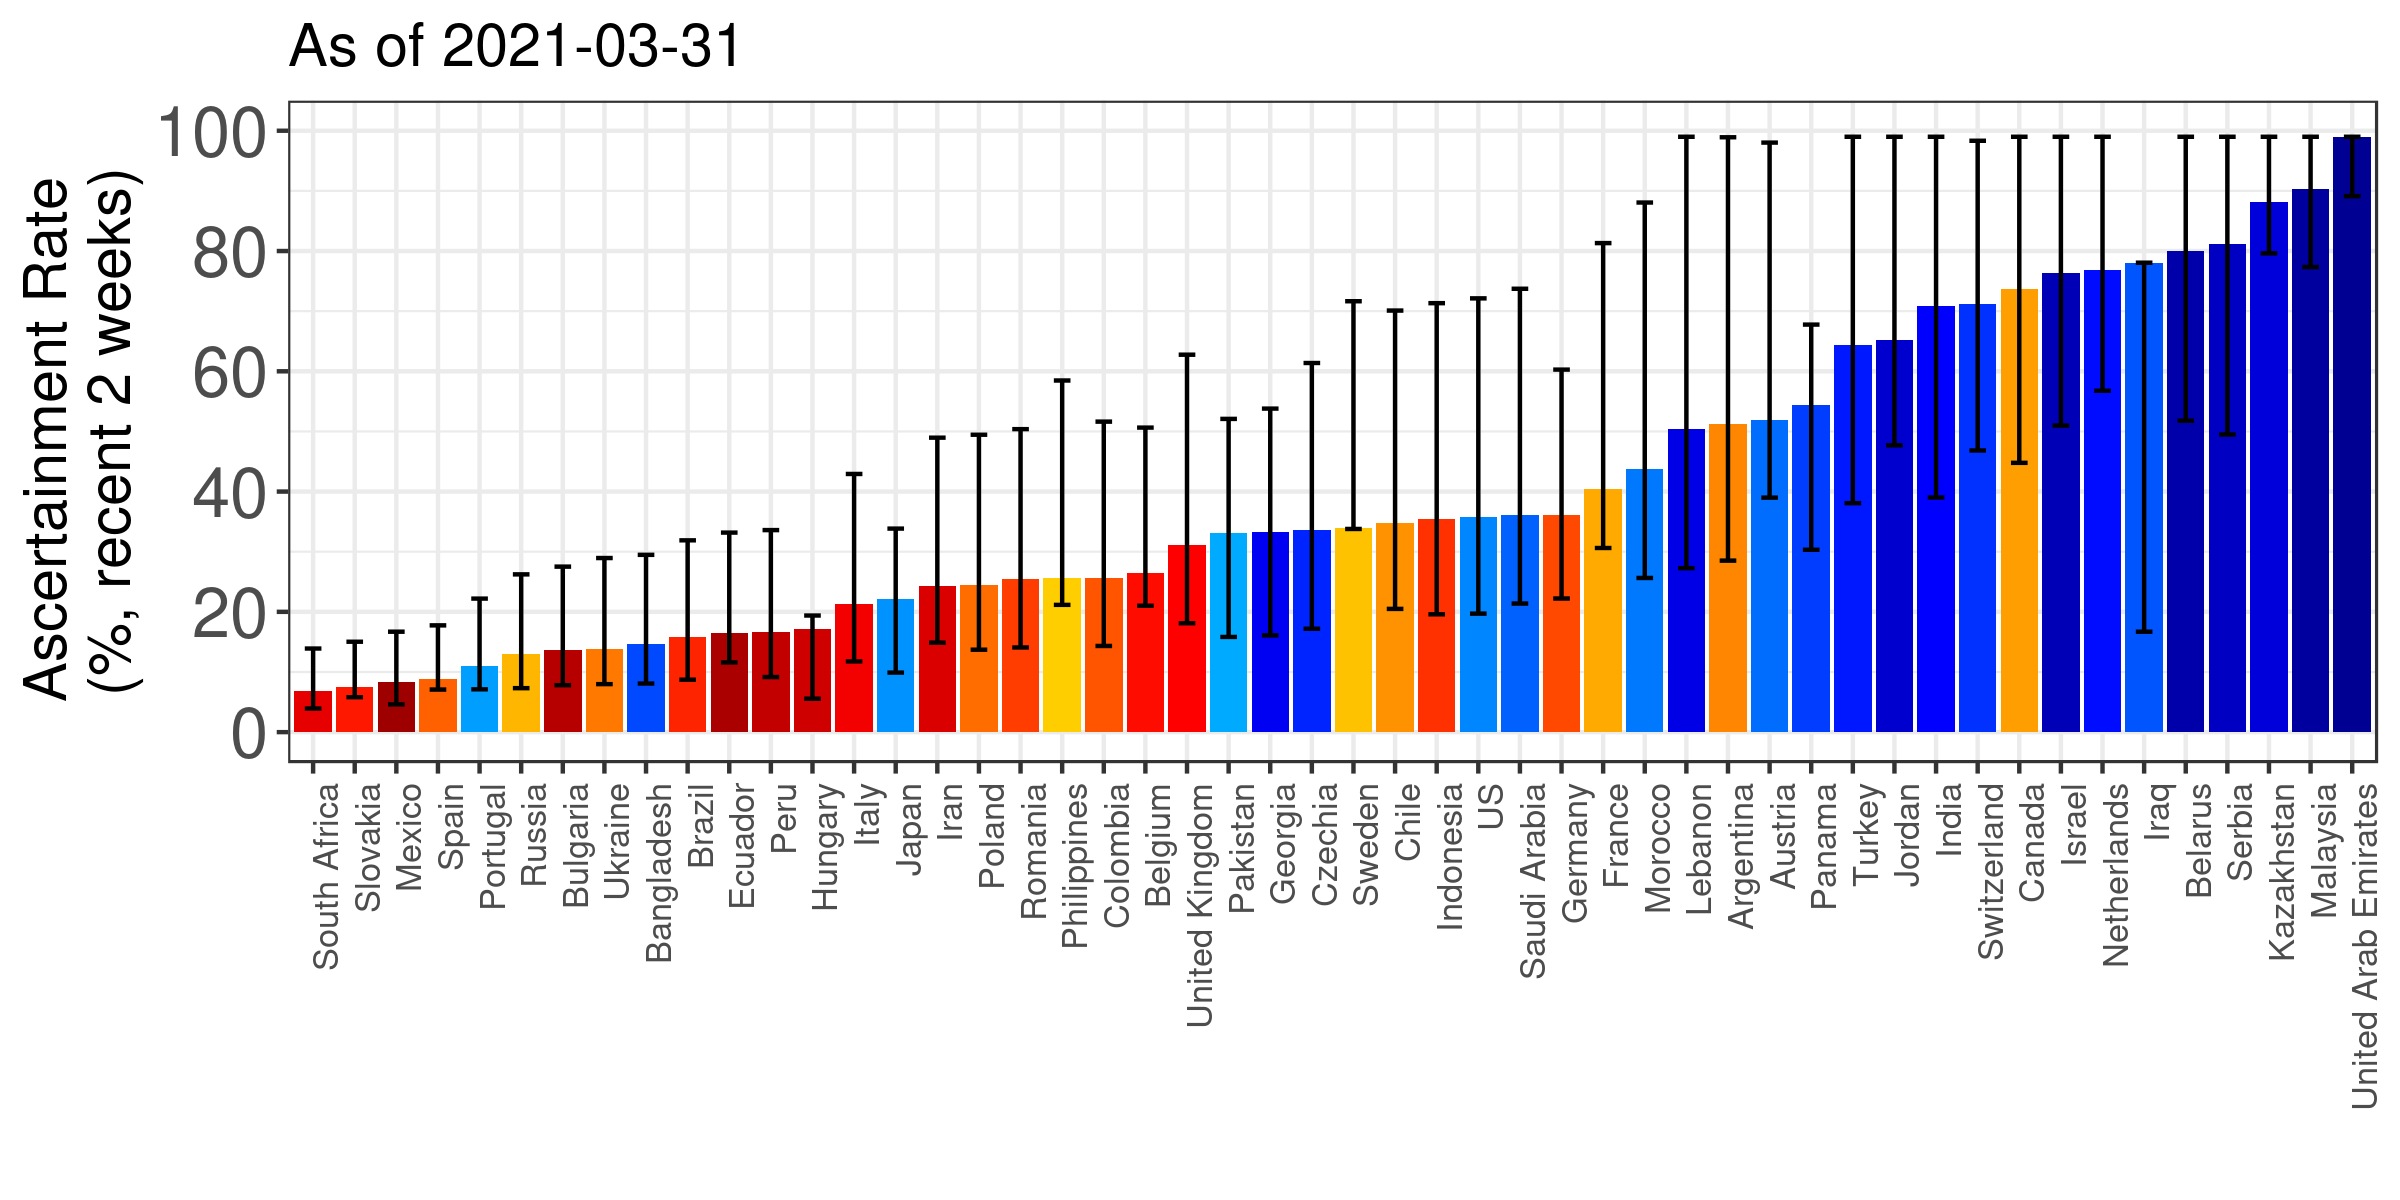 As of 2021-03-31
Ascertainment Rate
(%, recent 2 weeks)
100
80
60
40
20
0
South Africa
Slovakia
Mexico
Spain
Portugal
Russia
Bulgaria
Ukraine
Bangladesh
Brazil
Ecuador
Peru
Hungary
Italy
Japan
Iran
Poland
Romania
Philippines
Colombia
Belgium
United Kingdom
Pakistan
Georgia
Czechia
Sweden
Chile
Indonesia
US
Saudi Arabia
Germany
France
Morocco
Lebanon
Argentina
Austria
Panama
Turkey
Jordan
India
Switzerland
Canada
Israel
Netherlands
Iraq
Belarus
Serbia
Kazakhstan
Malaysia
United Arab Emirates